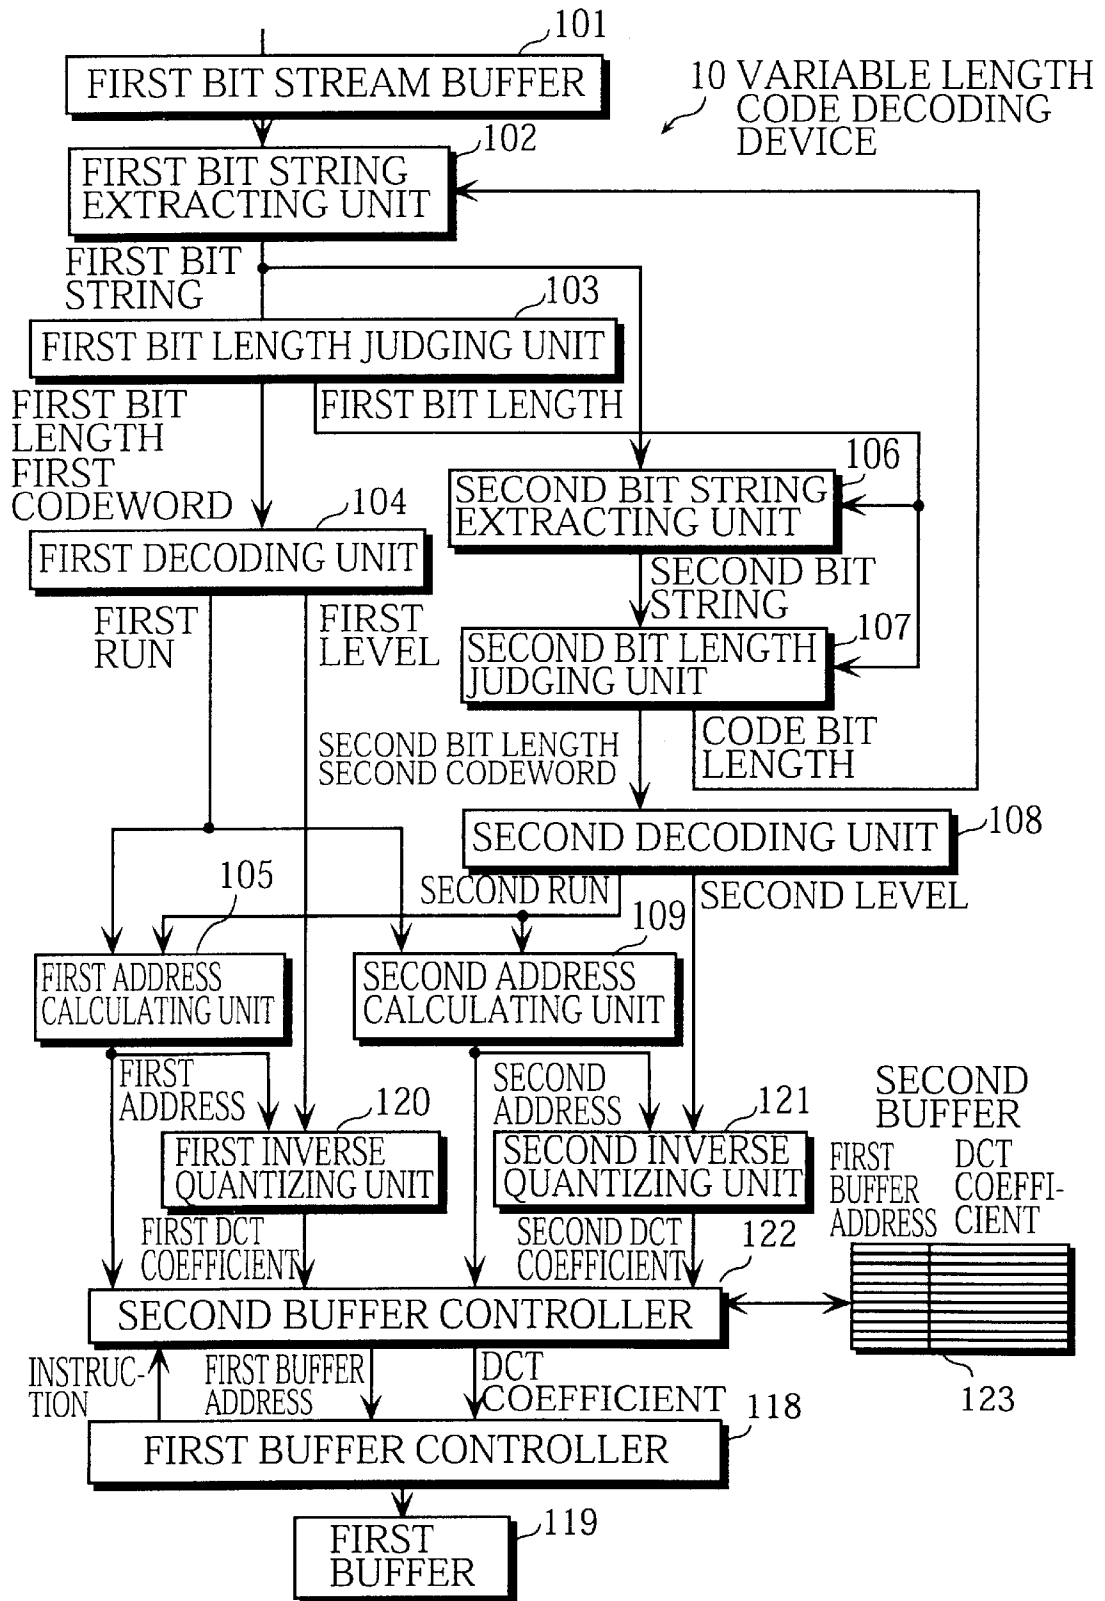 101
FIRST BIT STREAM BUFFER
10 VARIABLE LENGTH
CODE DECODING
DEVICE
102
FIRST BIT STRING
EXTRACTING UNIT
FIRST BIT
STRING
103
FIRST BIT LENGTH JUDGING UNIT
FIRST BIT
LENGTH
FIRST
CODEWORD
FIRST BIT LENGTH
106
SECOND BIT STRING
EXTRACTING UNIT
104
FIRST DECODING UNIT
SECOND BIT
STRING
FIRST
RUN
FIRST
LEVEL
107
SECOND BIT LENGTH
JUDGING UNIT
SECOND BIT LENGTH
SECOND CODEWORD
CODE BIT
LENGTH
108
SECOND DECODING UNIT
SECOND RUN
SECOND LEVEL
105
FIRST ADDRESS
CALCULATING UNIT
109
SECOND ADDRESS
CALCULATING UNIT
FIRST
ADDRESS
SECOND
ADDRESS
120
FIRST INVERSE
QUANTIZING UNIT
121
SECOND INVERSE
QUANTIZING UNIT
SECOND
BUFFER
FIRST
BUFFER
ADDRESS
DCT
COEFFI-
CIENT
FIRST DCT
COEFFICIENT
SECOND DCT
COEFFICIENT
122
SECOND BUFFER CONTROLLER
123
INSTRUC-
TION
FIRST BUFFER
ADDRESS
DCT
COEFFICIENT
118
FIRST BUFFER CONTROLLER
119
FIRST
BUFFER